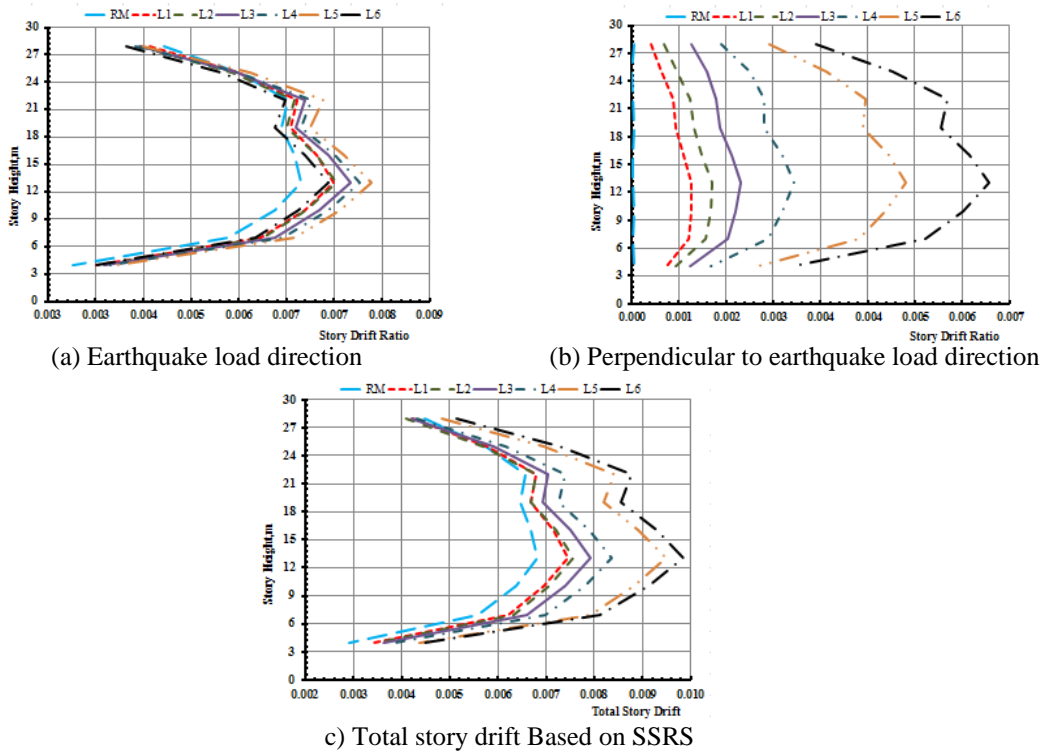 RM L1 L2 L3 L4 L5 L6
30
27
24
21
18
15
12
9
6
3
0
Story Height,m
0.003 0.003 0.004 0.005 0.006 0.007 0.007 0.008 0.009
Story Drift Ratio
(a) Earthquake load direction
RM L1 L2 L3 L4 L5 L6
30
27
24
21
18
15
12
9
6
3
0
Story Height,m
0.000 0.001 0.002 0.003 0.004 0.005 0.006 0.007
Story Drift Ratio
(b) Perpendicular to earthquake load direction
RM L1 L2 L3 L4 L5 L6
30
27
24
21
18
15
12
9
6
3
0
Story Height,m
0.002 0.003 0.004 0.005 0.006 0.007 0.008 0.009 0.010
Total Story Drift
c) Total story drift Based on SSRS